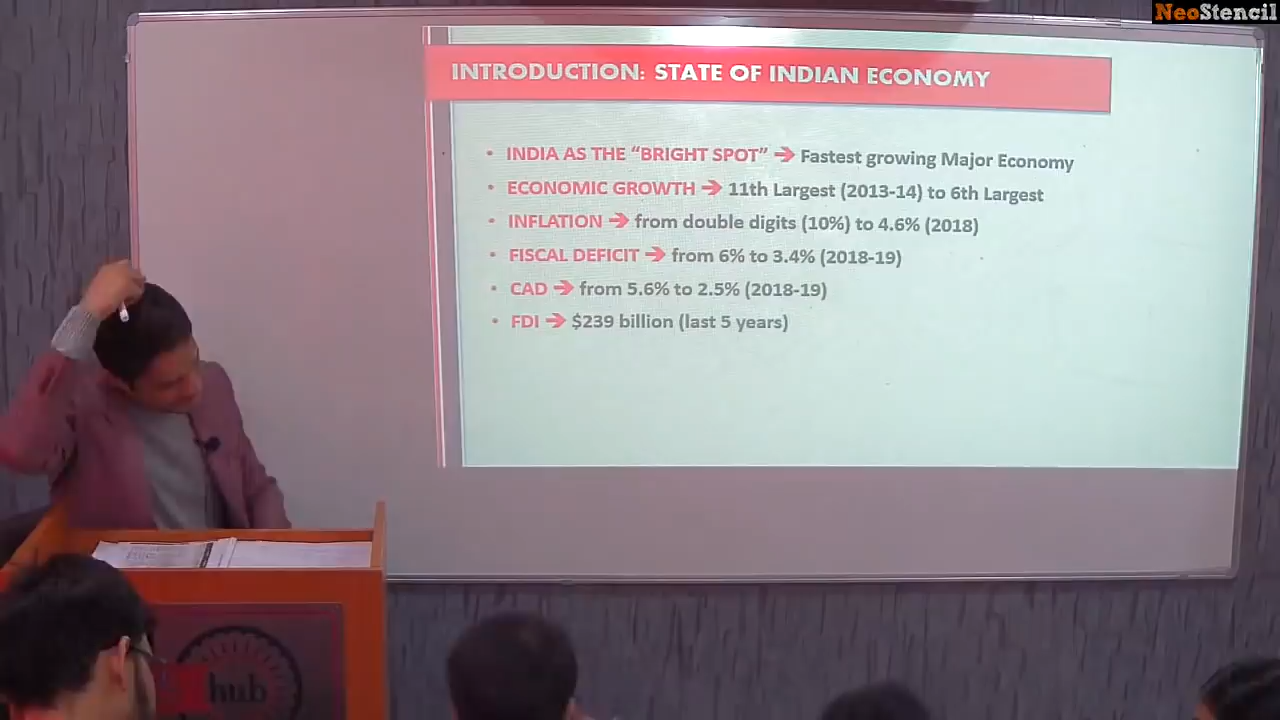 NeoStencil
INTRODUCTION: STATE OF INDIAN ECONOMY
• INDIA AS THE “BRIGHT SPOT” → Fastest growing Major Economy
• ECONOMIC GROWTH → 11th Largest (2013-14) to 6th Largest
• INFLATION → from double digits (10%) to 4.6% (2018)
• FISCAL DEFICIT → from 6% to 3.4% (2018-19)
• CAD → from 5.6% to 2.5% (2018-19)
• FDI → $239 billion (last 5 years)
hub